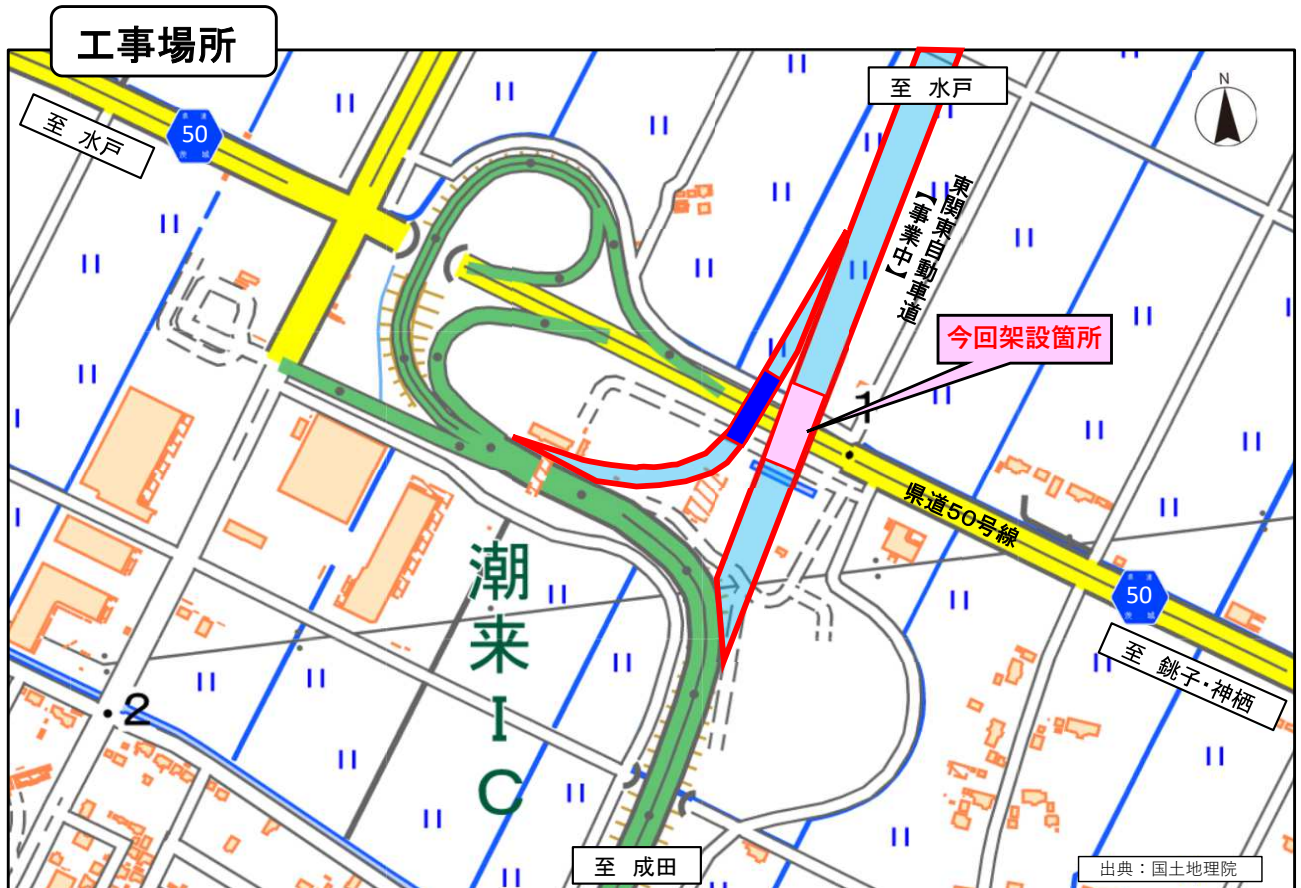 工事場所
至 水戸
N
県道
50
茨城
至 水戸
東関東自動車道
【事業中】
今回架設箇所
1
県道50号線
潮来IC
県道
50
茨城
至 銚子・神栖
2
至 成田
出典：国土地理院